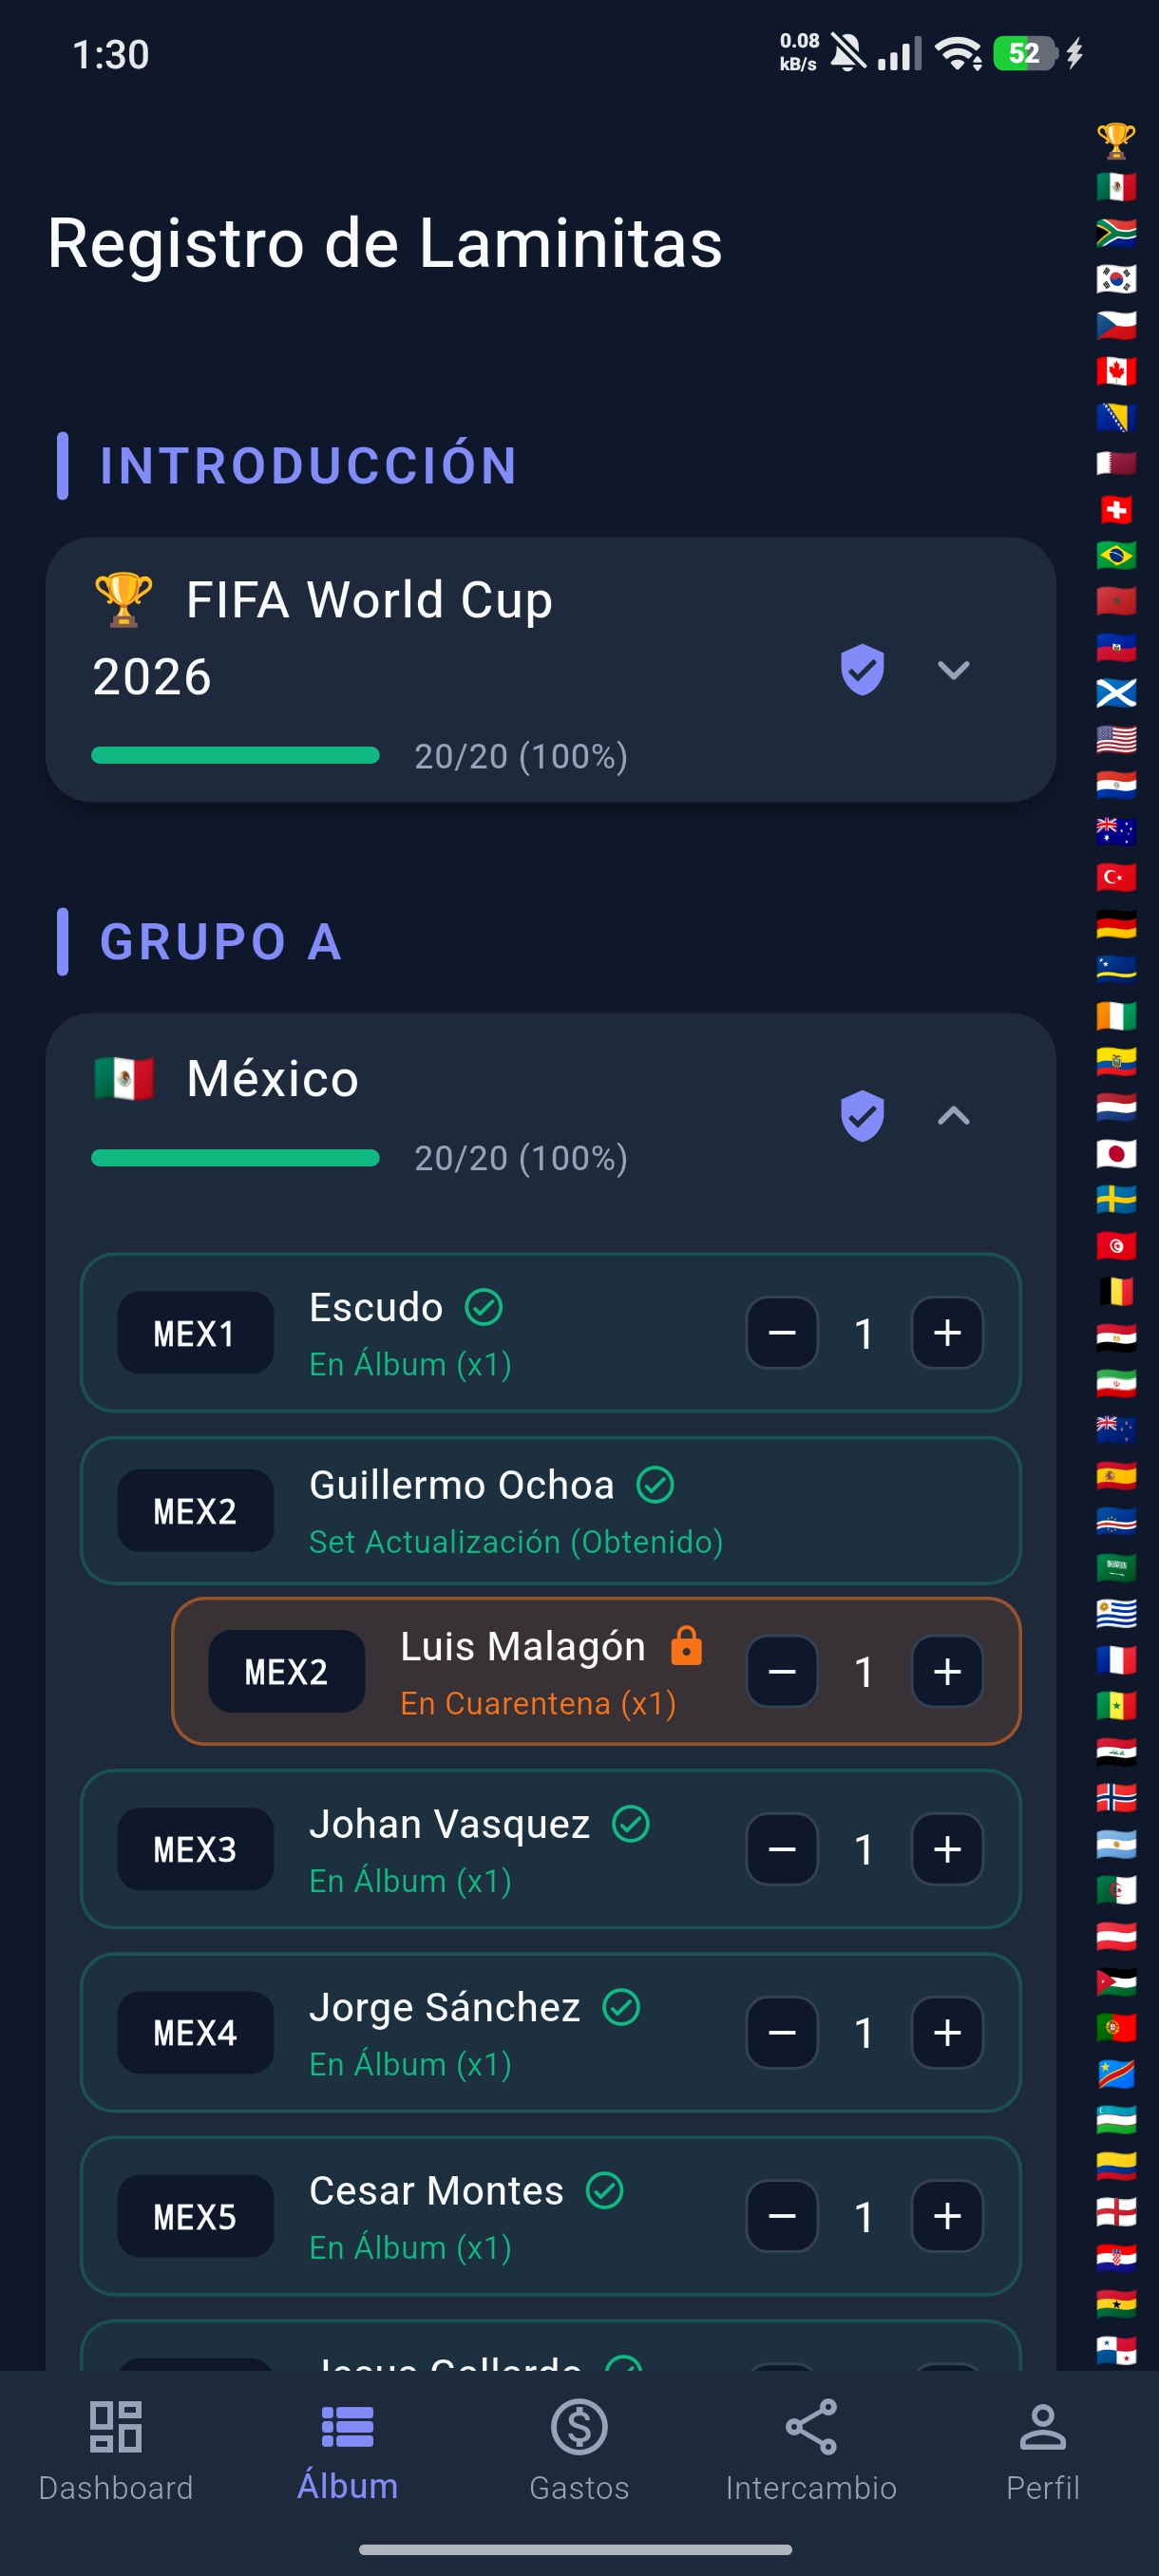 1:30
0.08
kB/s
52
Registro de Laminitas
INTRODUCCIÓN
🏆 FIFA World Cup
2026
20/20 (100%)
GRUPO A
México
20/20 (100%)
MEX1
Escudo
En Álbum (x1)
1
MEX2
Guillermo Ochoa
Set Actualización (Obtenido)
MEX2
Luis Malagón
En Cuarentena (x1)
1
MEX3
Johan Vasquez
En Álbum (x1)
1
MEX4
Jorge Sánchez
En Álbum (x1)
1
MEX5
Cesar Montes
En Álbum (x1)
1
Dashboard
Álbum
Gastos
Intercambio
Perfil